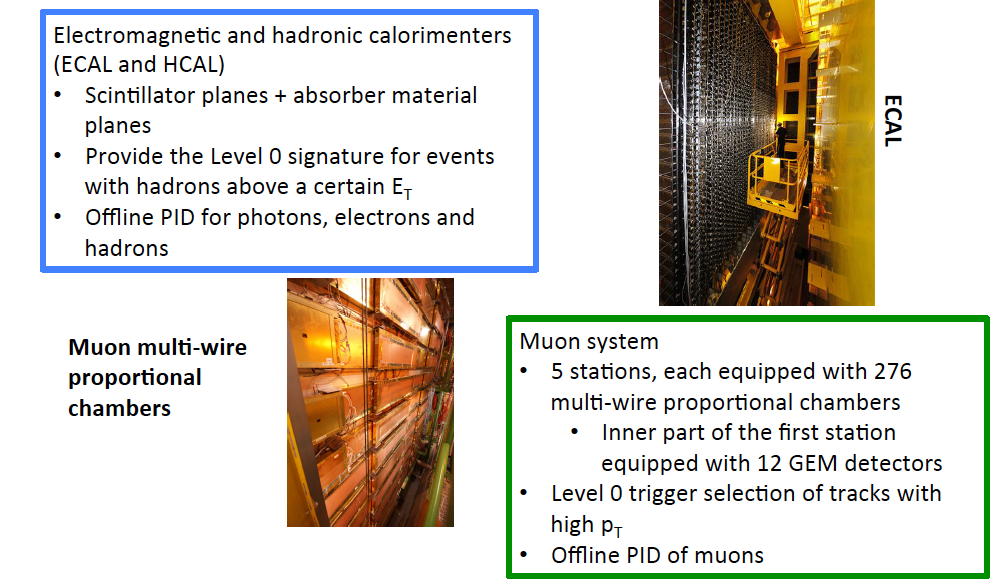 Electromagnetic and hadronic calorimenters
(ECAL and HCAL)
• Scintillator planes + absorber material
planes
• Provide the Level 0 signature for events
with hadrons above a certain E_T
• Offline PID for photons, electrons and
hadrons
ECAL
Muon multi-wire
proportional
chambers
Muon system
• 5 stations, each equipped with 276
multi-wire proportional chambers
• Inner part of the first station
equipped with 12 GEM detectors
• Level 0 trigger selection of tracks with
high p_T
• Offline PID of muons